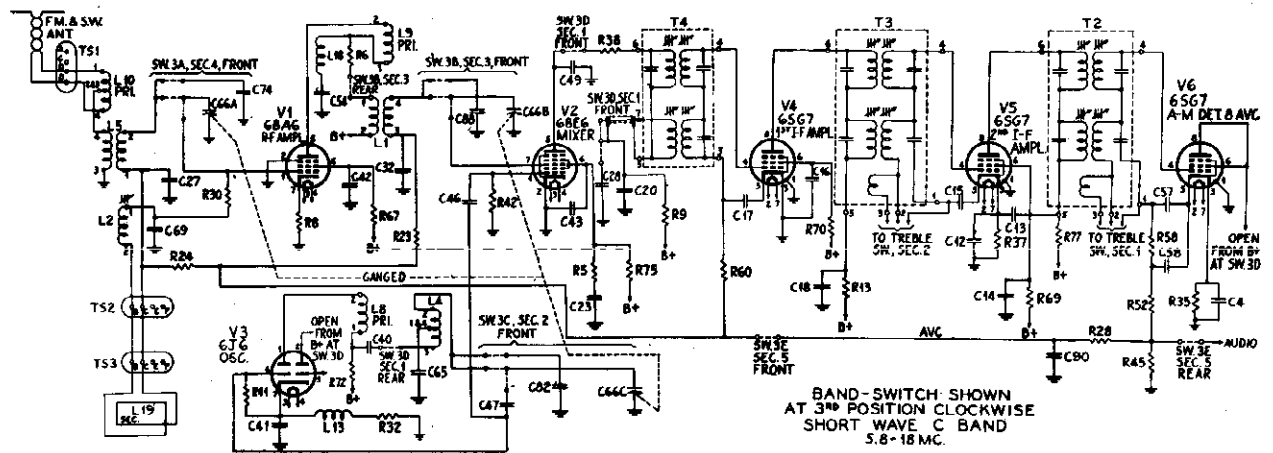 FM. & S.W.
ANT.
TS1
L10
PRI.
L5
SW. 3A, SEC. 4, FRONT
C74
C66A
V1
6BA6
R-F AMPL.
L18
R6
L9
PRI.
C54
SW. 3B, SEC. 3
REAR
B+
L1
SW. 3B, SEC. 3, FRONT
C66B
V2
6BE6
MIXER
SW. 3D
SEC. 1
FRONT
R38
C49
SW. 3D, SEC. 1
FRONT
T4
V4
6SG7
1ST I-F AMPL.
T3
V5
6SG7
2ND I-F
AMPL.
T2
V6
6SG7
A-M DET. & AVC
C27
R30
R8
C42
R67
B+
C32
R23
C46
R42
C43
C28
C20
R9
B+
C17
C16
R70
B+
C15
C12
C13
R37
R77
B+
C57
R58
C58
L2
C69
R24
GANGED
R5
C23
R75
B+
R60
C18
R13
B+
TO TREBLE
SW., SEC. 2
C14
R69
B+
TO TREBLE
SW., SEC. 1
R52
R35
C4
OPEN
FROM B+
AT SW. 3D
TS2
TS3
L19
SEC.
V3
6J6
OSC.
OPEN
FROM
B+ AT
SW. 3D
L8
PRI.
C40
R72
B+
SW. 3D
SEC. 1
REAR
L4
C65
SW. 3C, SEC. 2
FRONT
C47
C82
C66C
R41
C41
L13
R32
SW. 3E
SEC. 5
FRONT
AVC
C90
R28
R45
SW. 3E
SEC. 5
REAR
AUDIO
BAND-SWITCH SHOWN
AT 3RD POSITION CLOCKWISE
SHORT WAVE C BAND
5.8-18 MC.